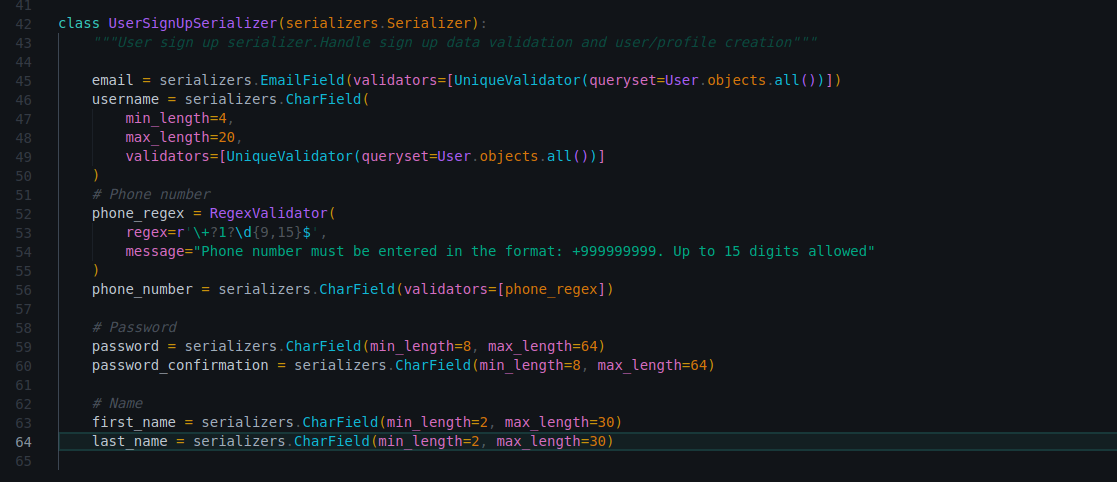 41
42 class UserSignUpSerializer(serializers.Serializer):
43     """User sign up serializer.Handle sign up data validation and user/profile creation"""
44
45     email = serializers.EmailField(validators=[UniqueValidator(queryset=User.objects.all())])
46     username = serializers.CharField(
47         min_length=4,
48         max_length=20,
49         validators=[UniqueValidator(queryset=User.objects.all())]
50     )
51     # Phone number
52     phone_regex = RegexValidator(
53         regex=r'\+?1?\d{9,15}$',
54         message="Phone number must be entered in the format: +999999999. Up to 15 digits allowed"
55     )
56     phone_number = serializers.CharField(validators=[phone_regex])
57
58     # Password
59     password = serializers.CharField(min_length=8, max_length=64)
60     password_confirmation = serializers.CharField(min_length=8, max_length=64)
61
62     # Name
63     first_name = serializers.CharField(min_length=2, max_length=30)
64     last_name = serializers.CharField(min_length=2, max_length=30)
65